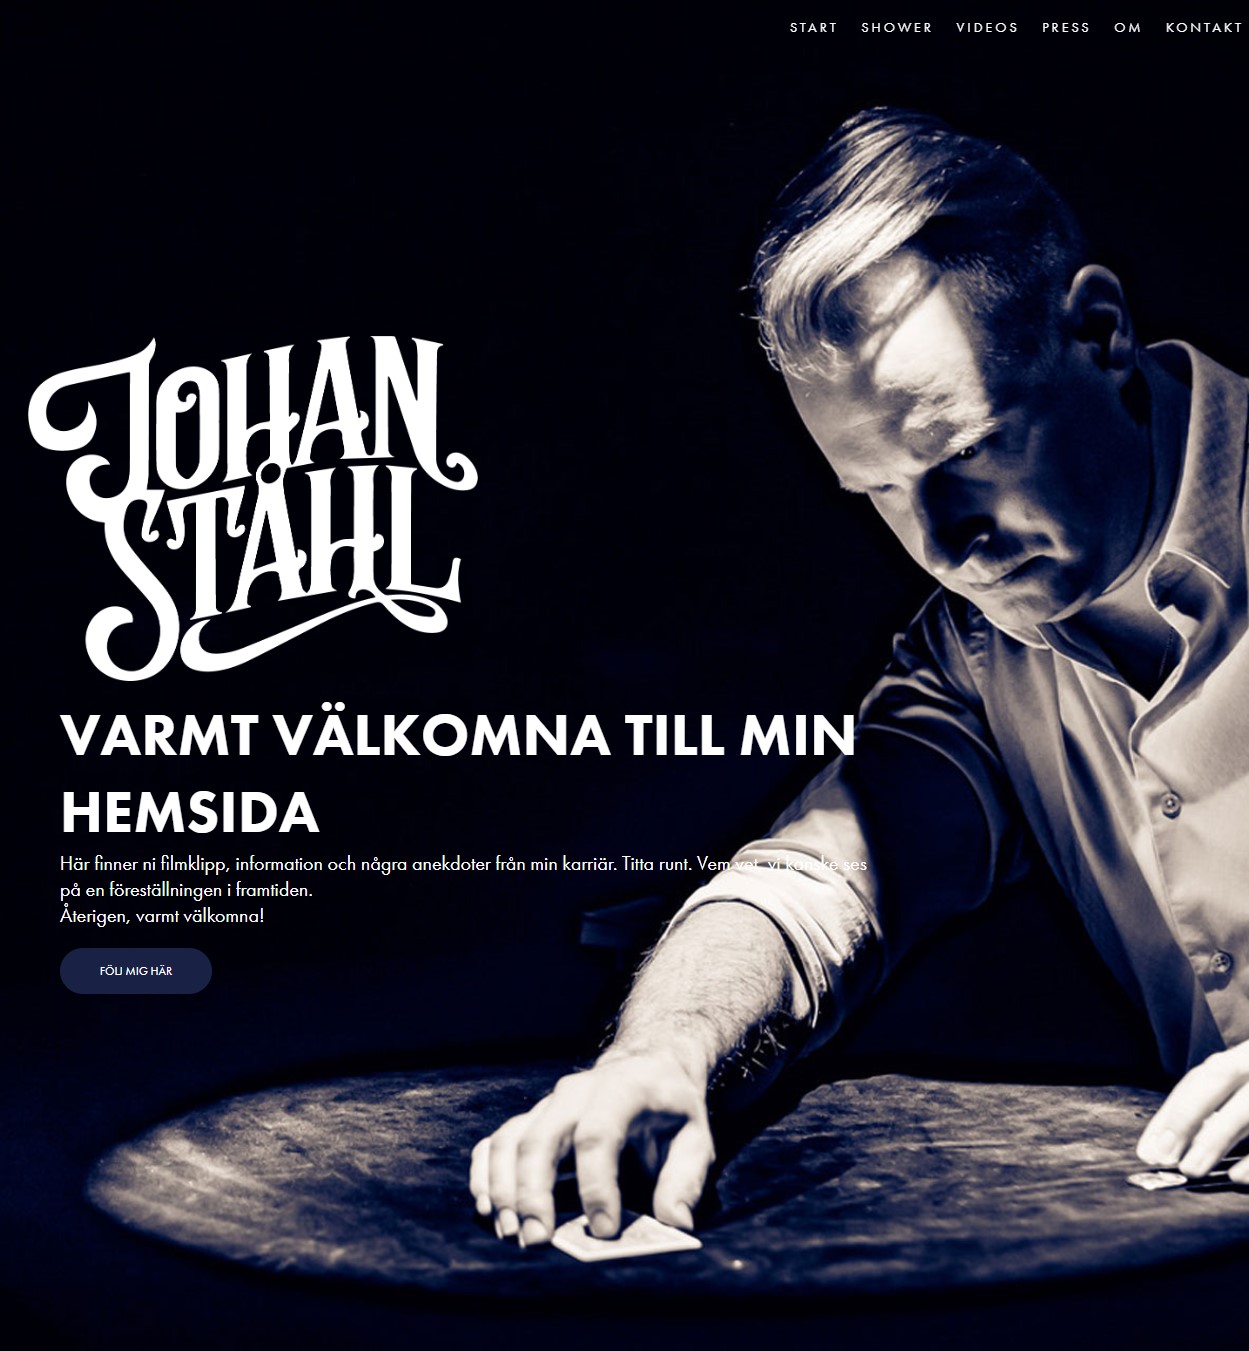 START SHOWER VIDEOS PRESS OM KONTAKT
JOHAN
STÅHL
VARMT VÄLKOMNA TILL MIN
HEMSIDA
Här finner ni filmklipp, information och några anekdoter från min karriär. Titta runt. Vem vet, vi kanske ses
på en föreställningen i framtiden.
Återigen, varmt välkomna!
FÖLJ MIG HÄR